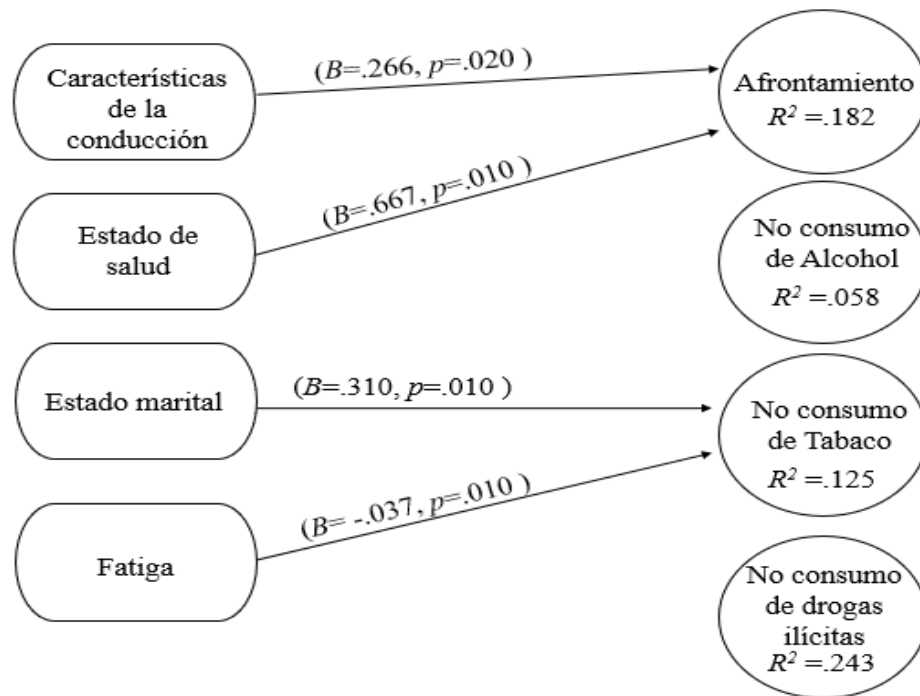 Características
de la
conducción
(B=.266, p=.020 )
Afrontamiento
R² =.182
Estado de
salud
(B=.667, p=.010 )
No consumo
de Alcohol
R² =.058
Estado marital
(B=.310, p=.010 )
No consumo
de Tabaco
R² =.125
Fatiga
(B= -.037, p=.010 )
No consumo
de drogas
ilícitas
R² =.243